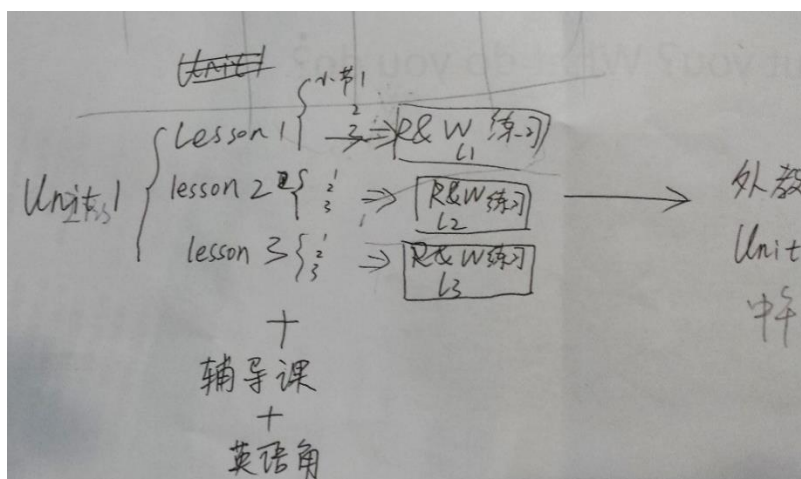 Lesson 1 { 小节1
2
3 => R&W 练习
L1
Unit 1 { lesson 2 { 1 2 3 => R&W 练习 → 外教
L2
Unit
lesson 3 { 1 2 3 => R&W 练习
L3
中
+
辅导课
+
英语角